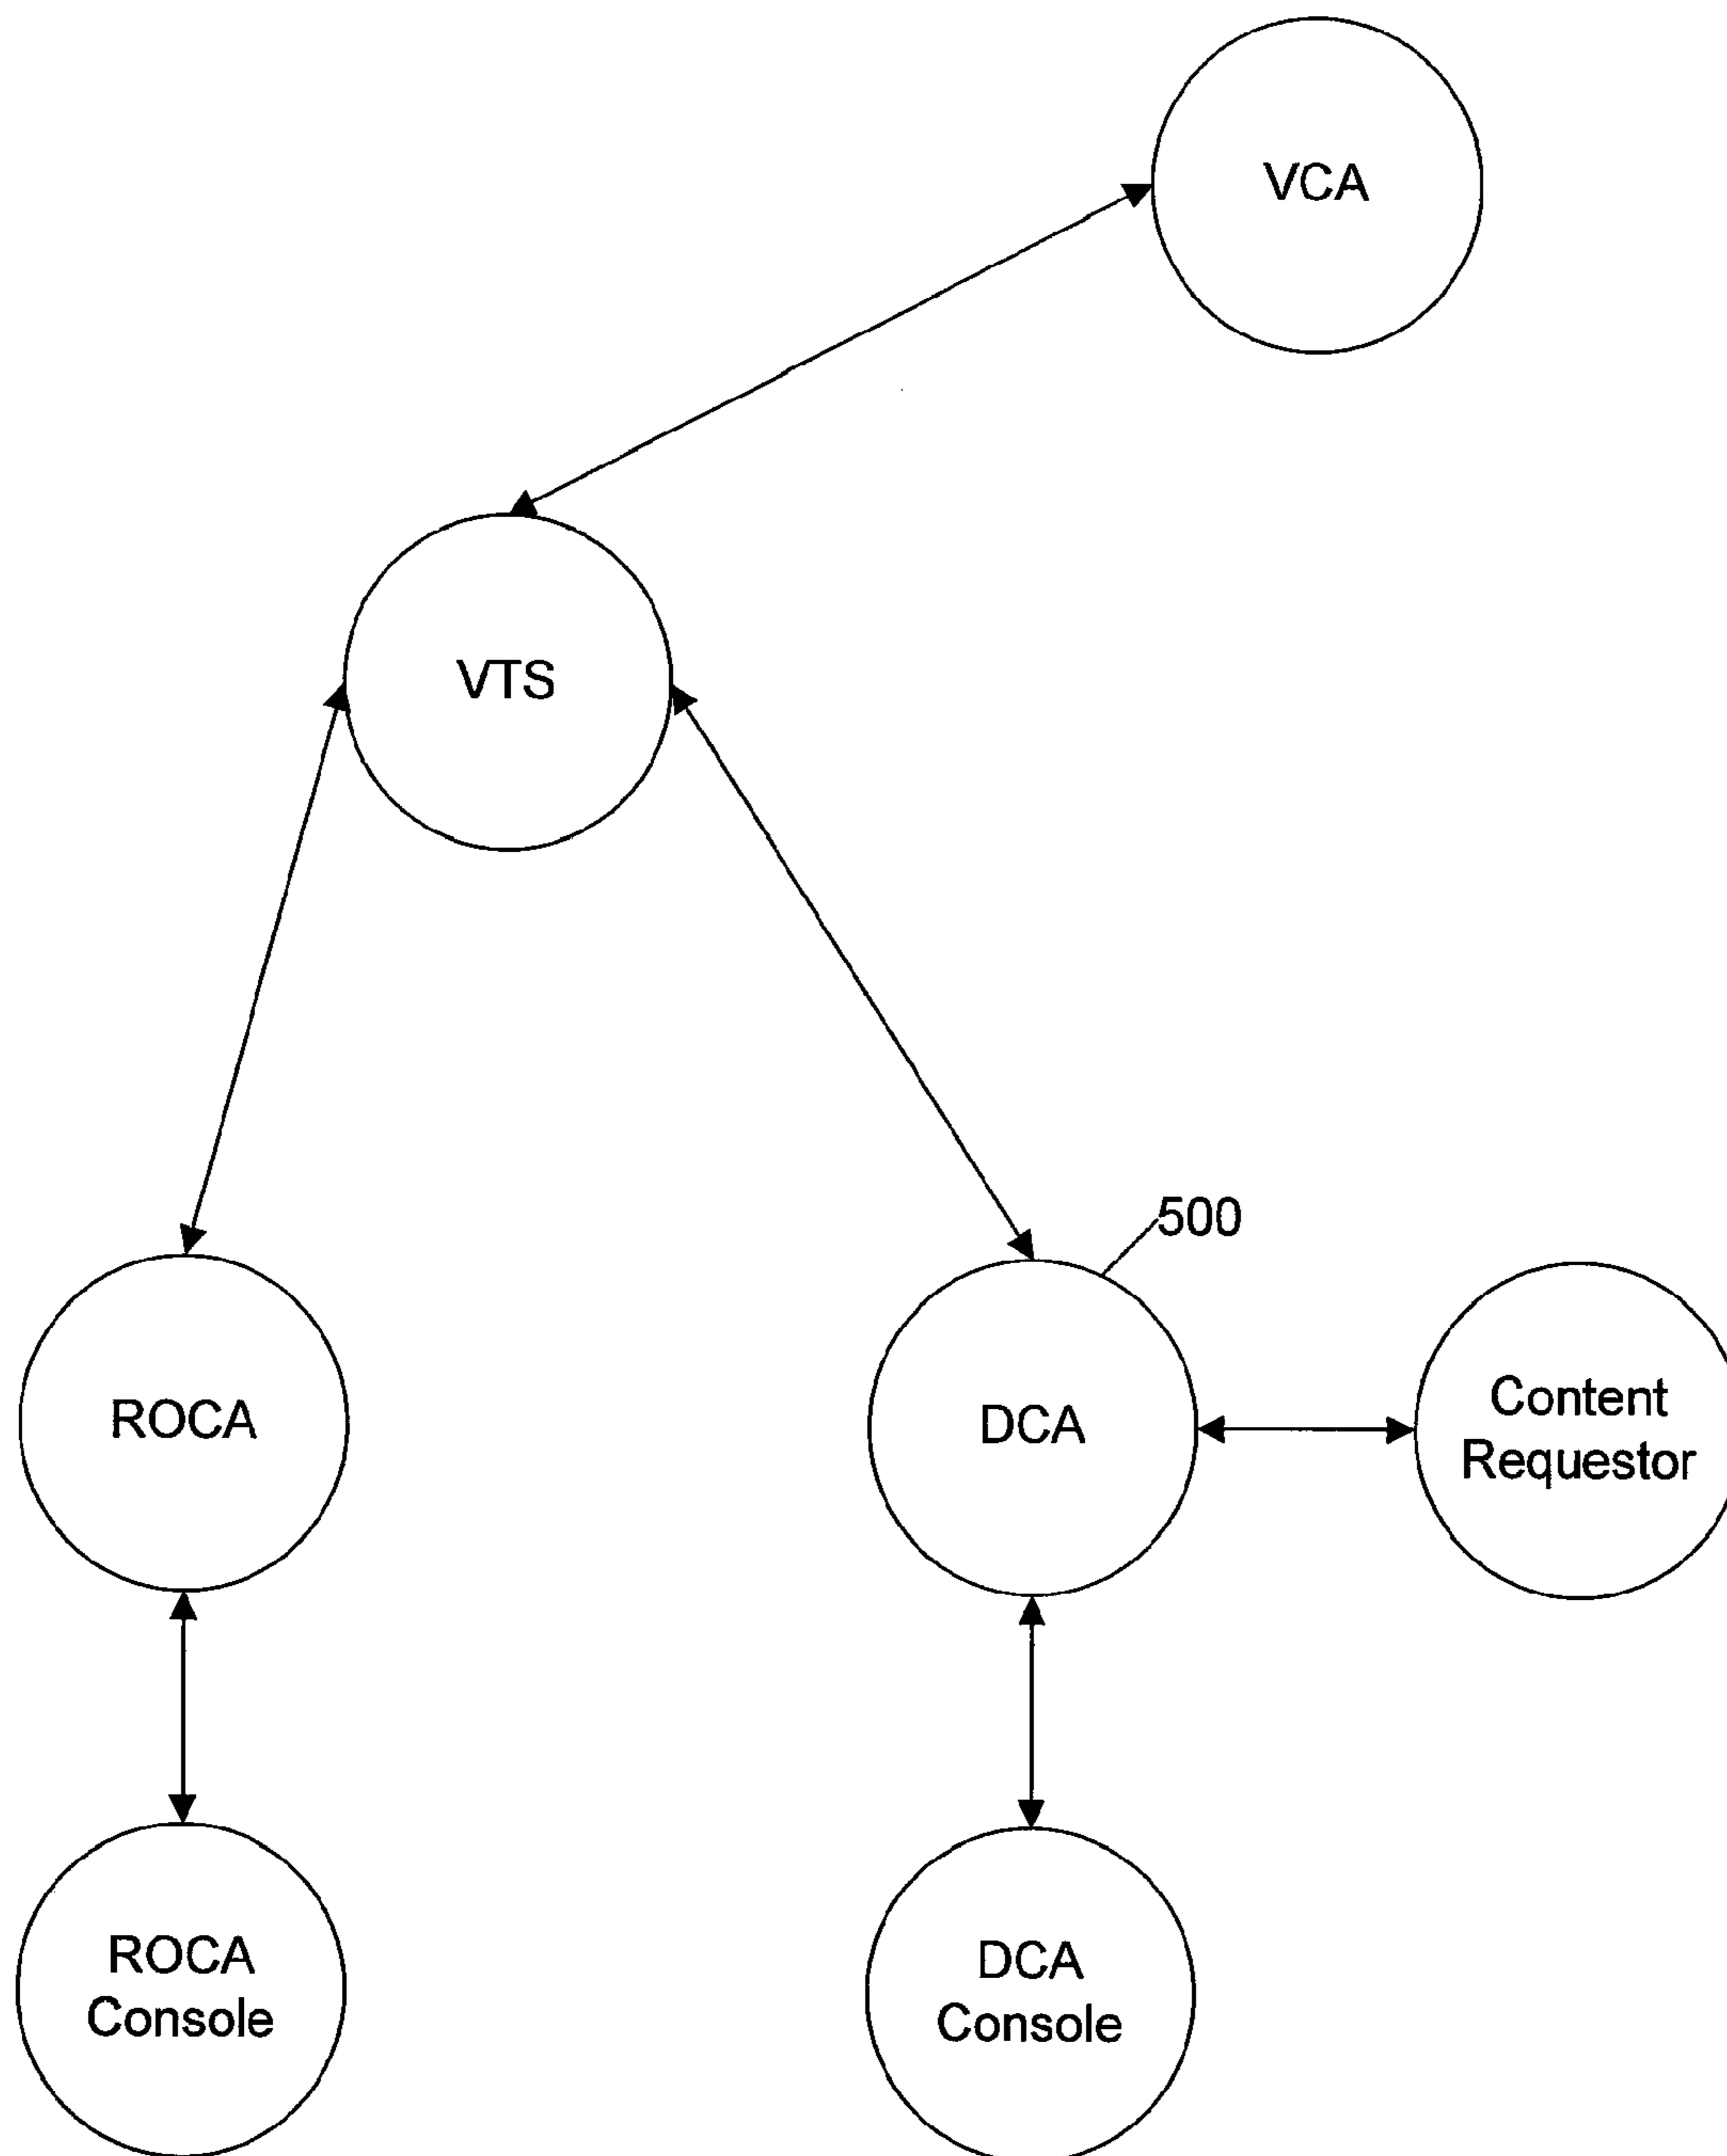 VCA
VTS
500
ROCA
DCA
Content
Requestor
ROCA
Console
DCA
Console